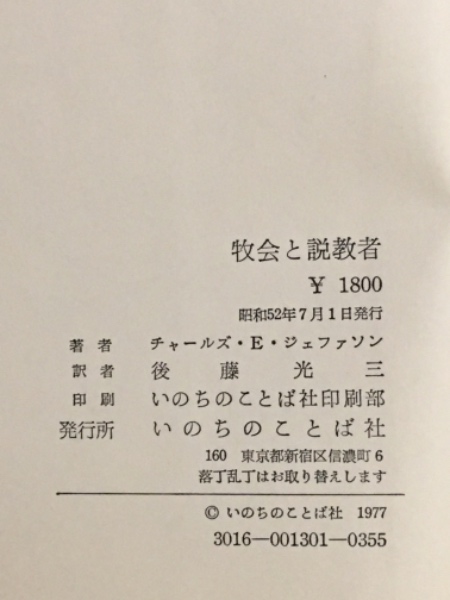 牧会と説教者
¥ 1800
昭和52年7月1日発行
著者 チャールズ・E・ジェファソン
訳者 後藤光三
印刷 いのちのことば社印刷部
発行所 いのちのことば社
160 東京都新宿区信濃町6
落丁乱丁はお取り替えします
© いのちのことば社 1977
3016—001301—0355